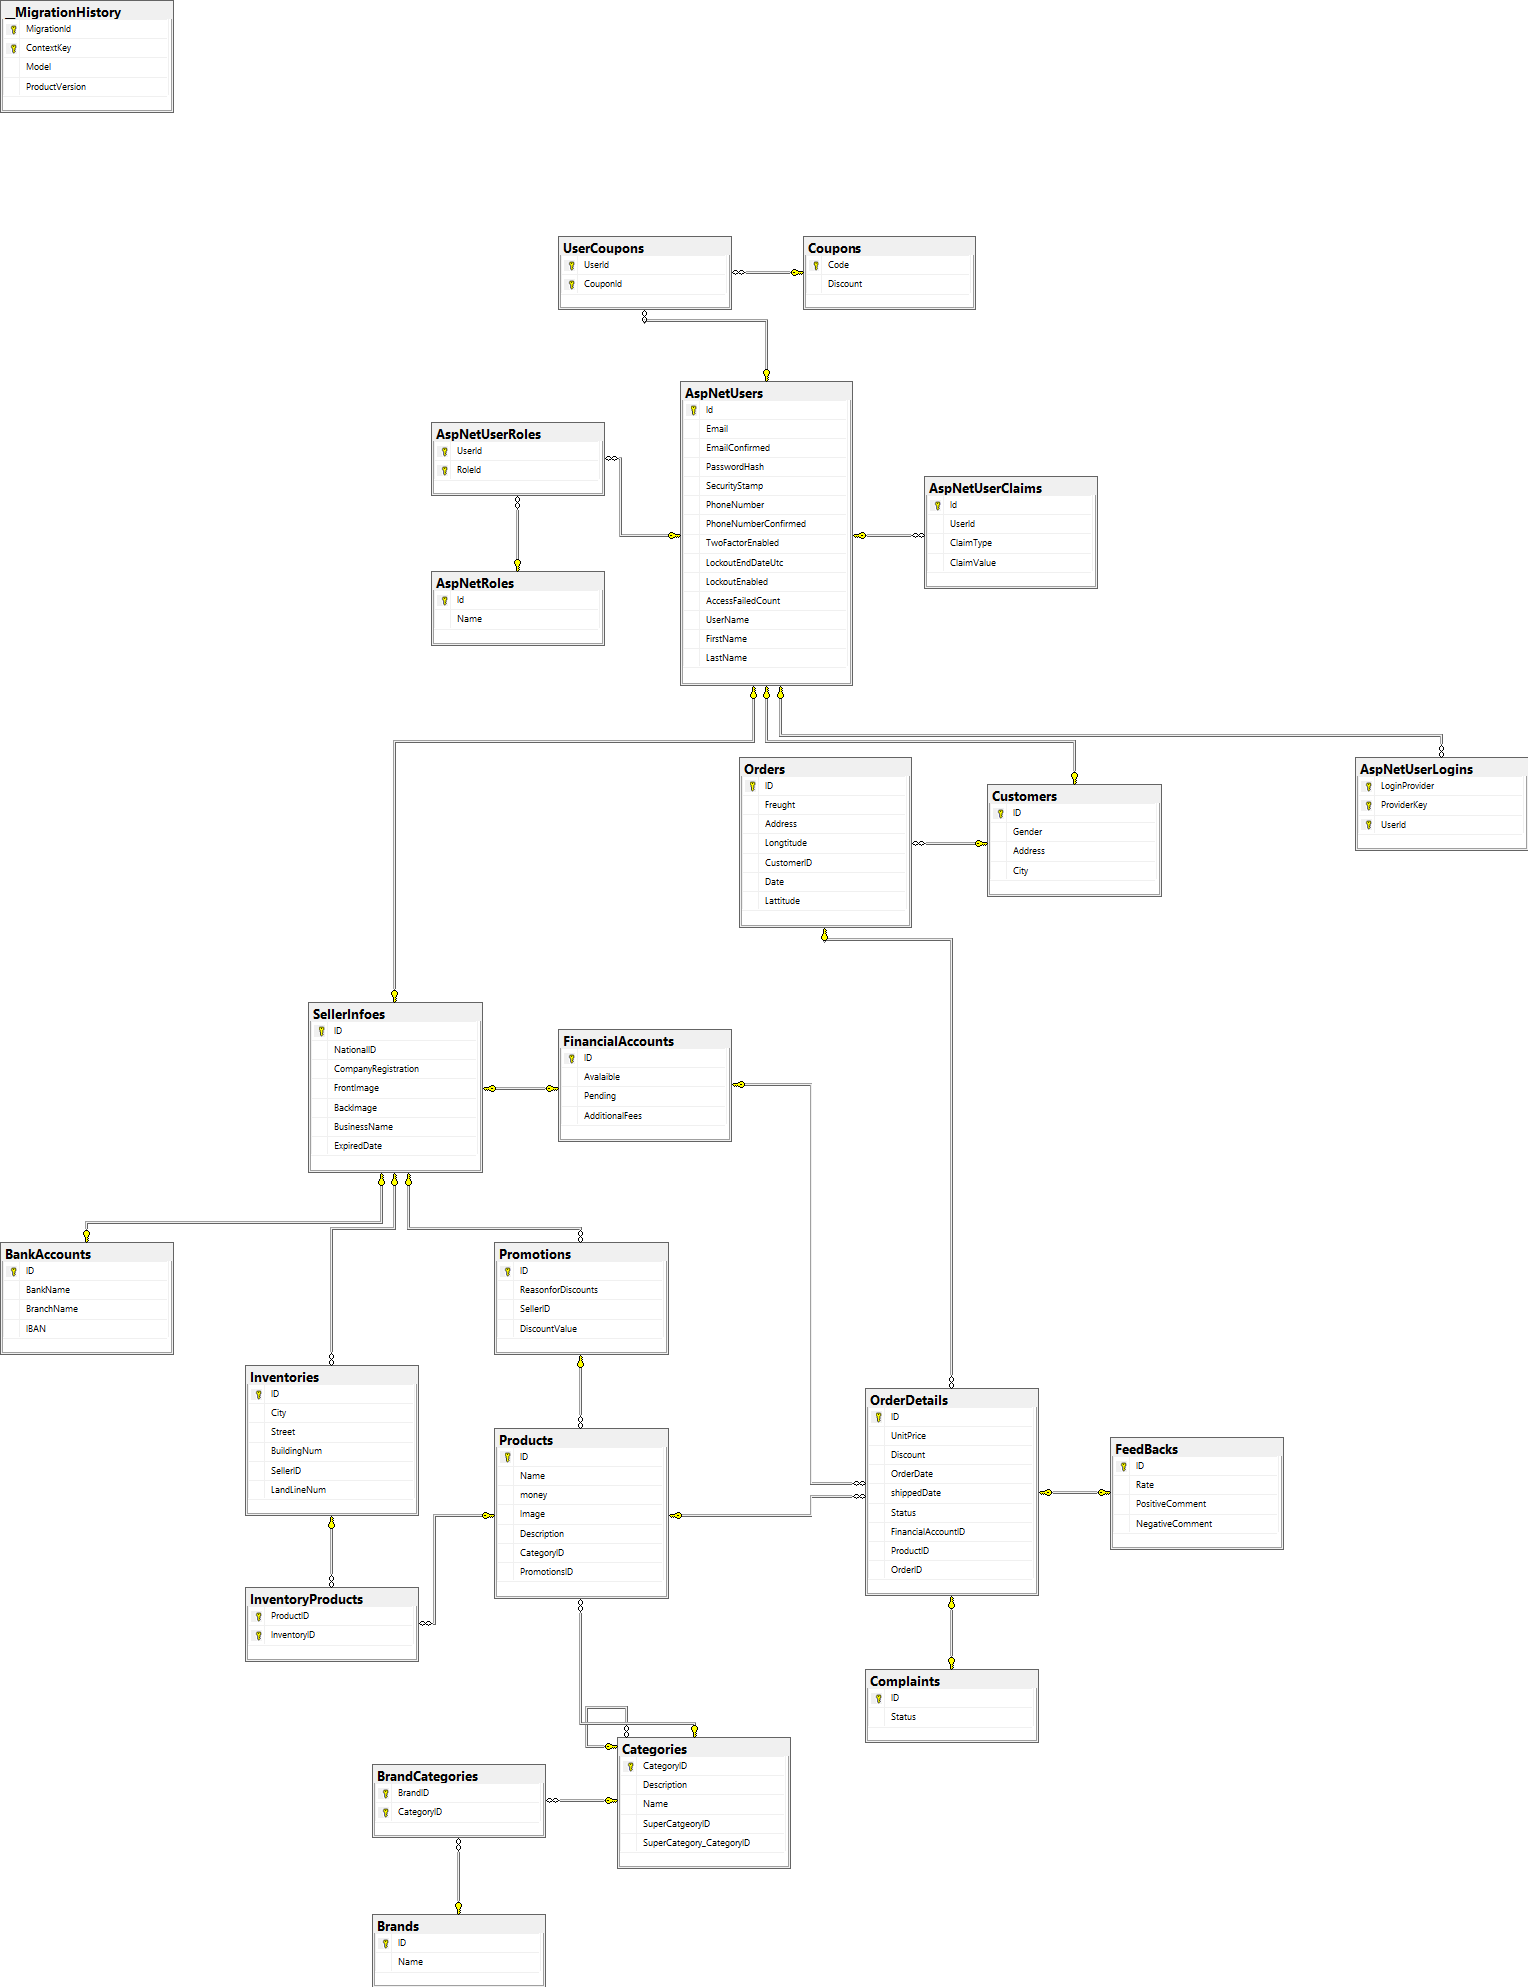 __MigrationHistory
MigrationId
ContextKey
Model
ProductVersion
UserCoupons
UserId
CouponId
Coupons
Code
Discount
AspNetUsers
Id
Email
EmailConfirmed
PasswordHash
SecurityStamp
PhoneNumber
PhoneNumberConfirmed
TwoFactorEnabled
LockoutEndDateUtc
LockoutEnabled
AccessFailedCount
UserName
FirstName
LastName
AspNetUserRoles
UserId
RoleId
AspNetUserClaims
Id
UserId
ClaimType
ClaimValue
AspNetRoles
Id
Name
Orders
ID
Freught
Address
Longtitude
CustomerID
Date
Lattitude
Customers
ID
Gender
Address
City
AspNetUserLogins
LoginProvider
ProviderKey
UserId
SellerInfoes
ID
NationalID
CompanyRegistration
FrontImage
BackImage
BusinessName
ExpiredDate
FinancialAccounts
ID
Avalaible
Pending
AdditionalFees
BankAccounts
ID
BankName
BranchName
IBAN
Promotions
ID
ReasonforDiscounts
SellerID
DiscountValue
Inventories
ID
City
Street
BuildingNum
SellerID
LandLineNum
Products
ID
Name
money
Image
Description
CategoryID
PromotionsID
OrderDetails
ID
UnitPrice
Discount
OrderDate
shippedDate
Status
FinancialAccountID
ProductID
OrderID
FeedBacks
ID
Rate
PositiveComment
NegativeComment
InventoryProducts
ProductID
InventoryID
Complaints
ID
Status
Categories
CategoryID
Description
Name
SuperCatgeoryID
SuperCategory_CategoryID
BrandCategories
BrandID
CategoryID
Brands
ID
Name